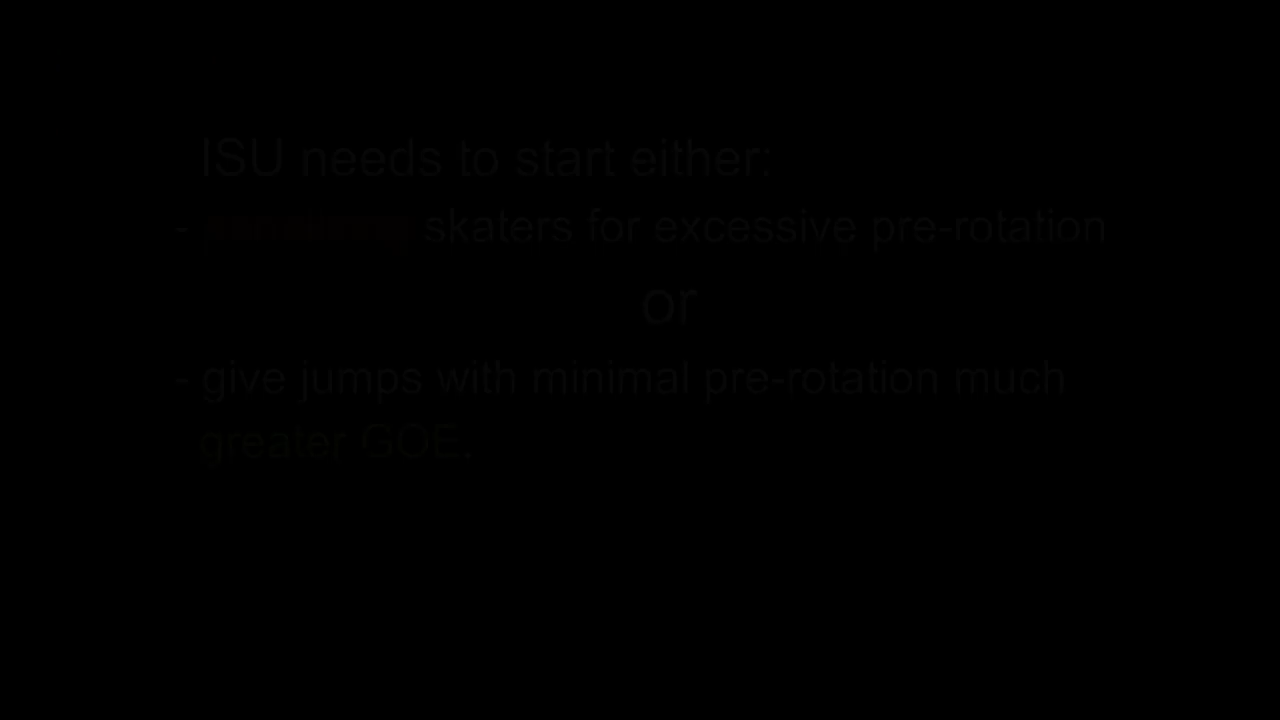 ISU needs to start either:
- skaters for excessive pre-rotation
or
- give jumps with minimal pre-rotation much
greater GOE.